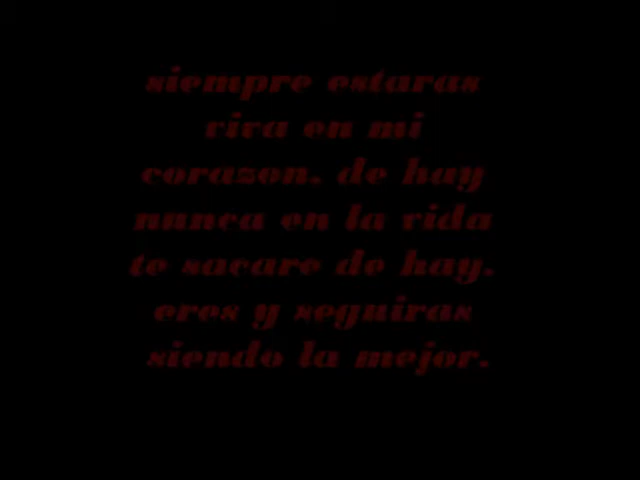 siempre estaras
viva en mi
corazon. de hay
nunca en la vida
te sacare de hay.
eres y seguiras
siendo la mejor.